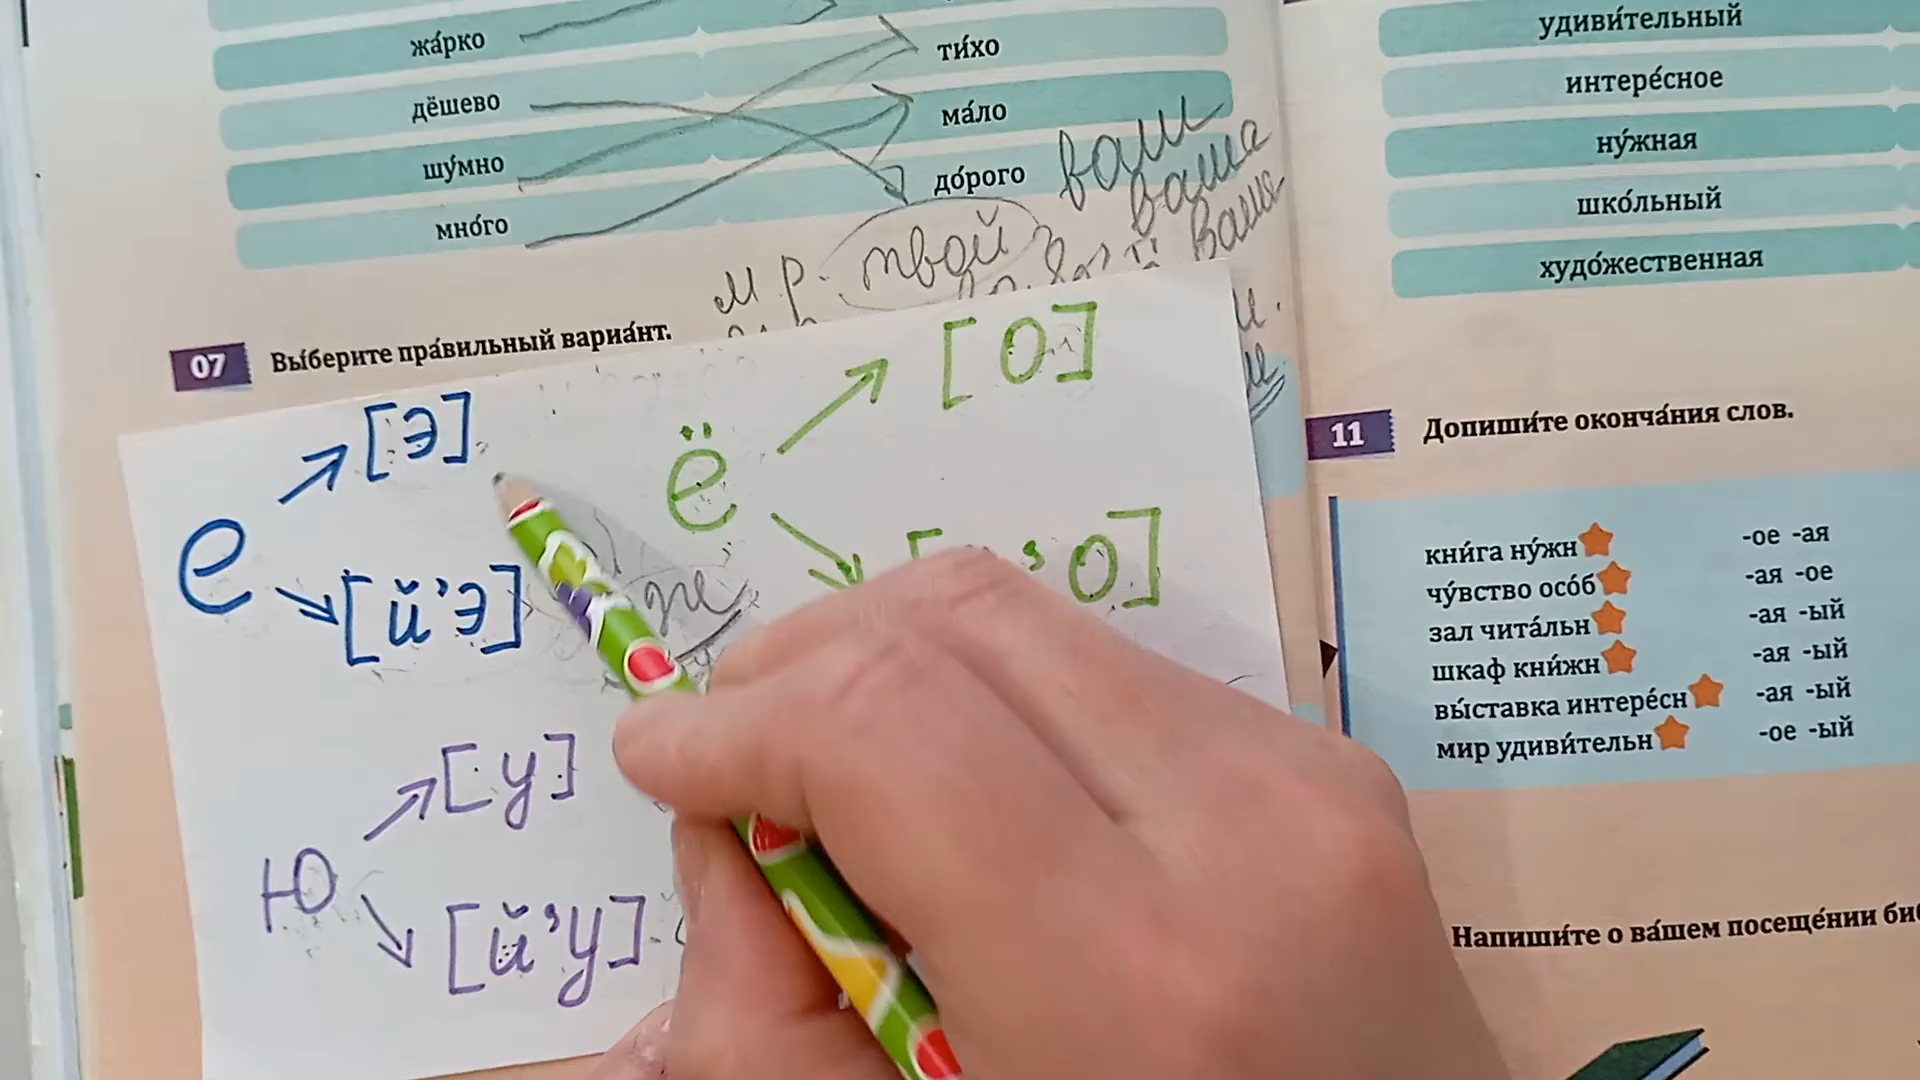 жа́рко
ти́хо
дёшево
ма́ло
шу́мно
до́рого
мно́го
ваш
ваша
ваше
м р. твой
07 Вы́берите пра́вильный вариа́нт.
[э]
[о]
е
ё
[й'э]
о]
[у]
ю
[й'у]
удиви́тельный
интере́сное
ну́жная
шко́льный
худо́жественная
11 Допиши́те оконча́ния слов.
кни́га ну́жн -ое -ая
чу́вство осо́б -ая -ое
зал чита́льн -ая -ый
шкаф кни́жн -ая -ый
вы́ставка интере́сн -ая -ый
мир удиви́тельн -ое -ый
Напиши́те о ва́шем посеще́нии